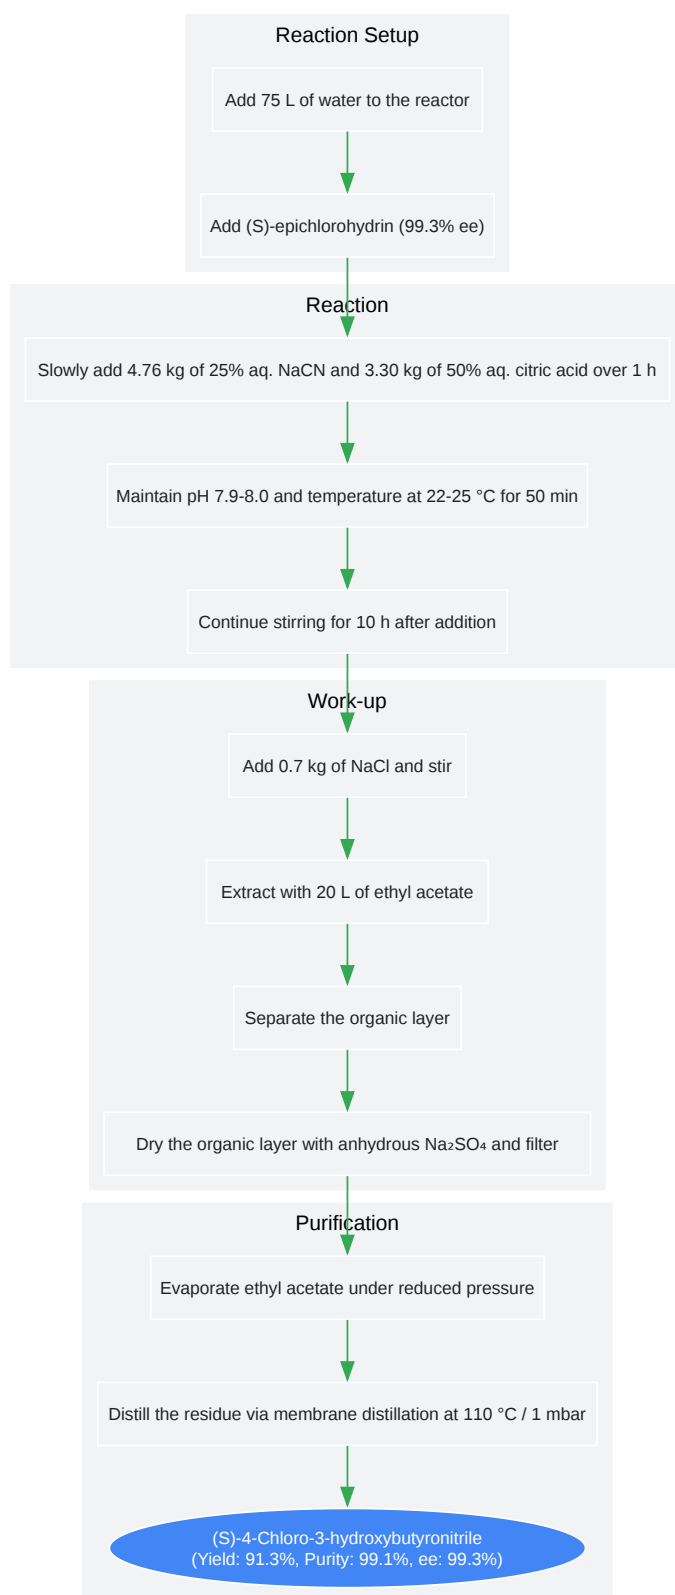 Reaction Setup
Add 75 L of water to the reactor
Add (S)-epichlorohydrin (99.3% ee)
Reaction
Slowly add 4.76 kg of 25% aq. NaCN and 3.30 kg of 50% aq. citric acid over 1 h
Maintain pH 7.9-8.0 and temperature at 22-25 °C for 50 min
Continue stirring for 10 h after addition
Work-up
Add 0.7 kg of NaCl and stir
Extract with 20 L of ethyl acetate
Separate the organic layer
Dry the organic layer with anhydrous Na₂SO₄ and filter
Purification
Evaporate ethyl acetate under reduced pressure
Distill the residue via membrane distillation at 110 °C / 1 mbar
(S)-4-Chloro-3-hydroxybutyronitrile
(Yield: 91.3%, Purity: 99.1%, ee: 99.3%)